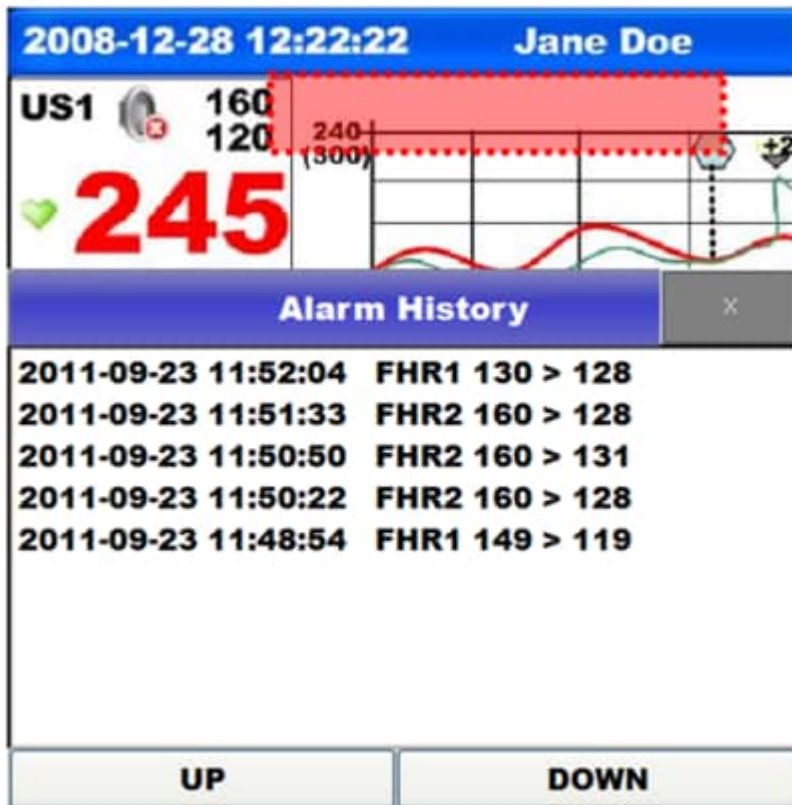 2008-12-28 12:22:22 Jane Doe
US1 160
120
240
(300)
+2
245
Alarm History X
2011-09-23 11:52:04 FHR1 130 > 128
2011-09-23 11:51:33 FHR2 160 > 128
2011-09-23 11:50:50 FHR2 160 > 131
2011-09-23 11:50:22 FHR2 160 > 128
2011-09-23 11:48:54 FHR1 149 > 119
UP DOWN